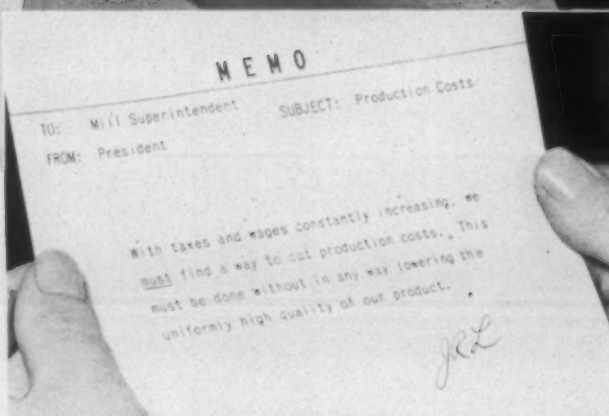 MEMO
TO: Mill Superintendent SUBJECT: Production Costs
FROM: President
With taxes and wages constantly increasing, we
must find a way to cut production costs. This
must be done without in any way lowering the
uniformly high quality of our product.
JRL